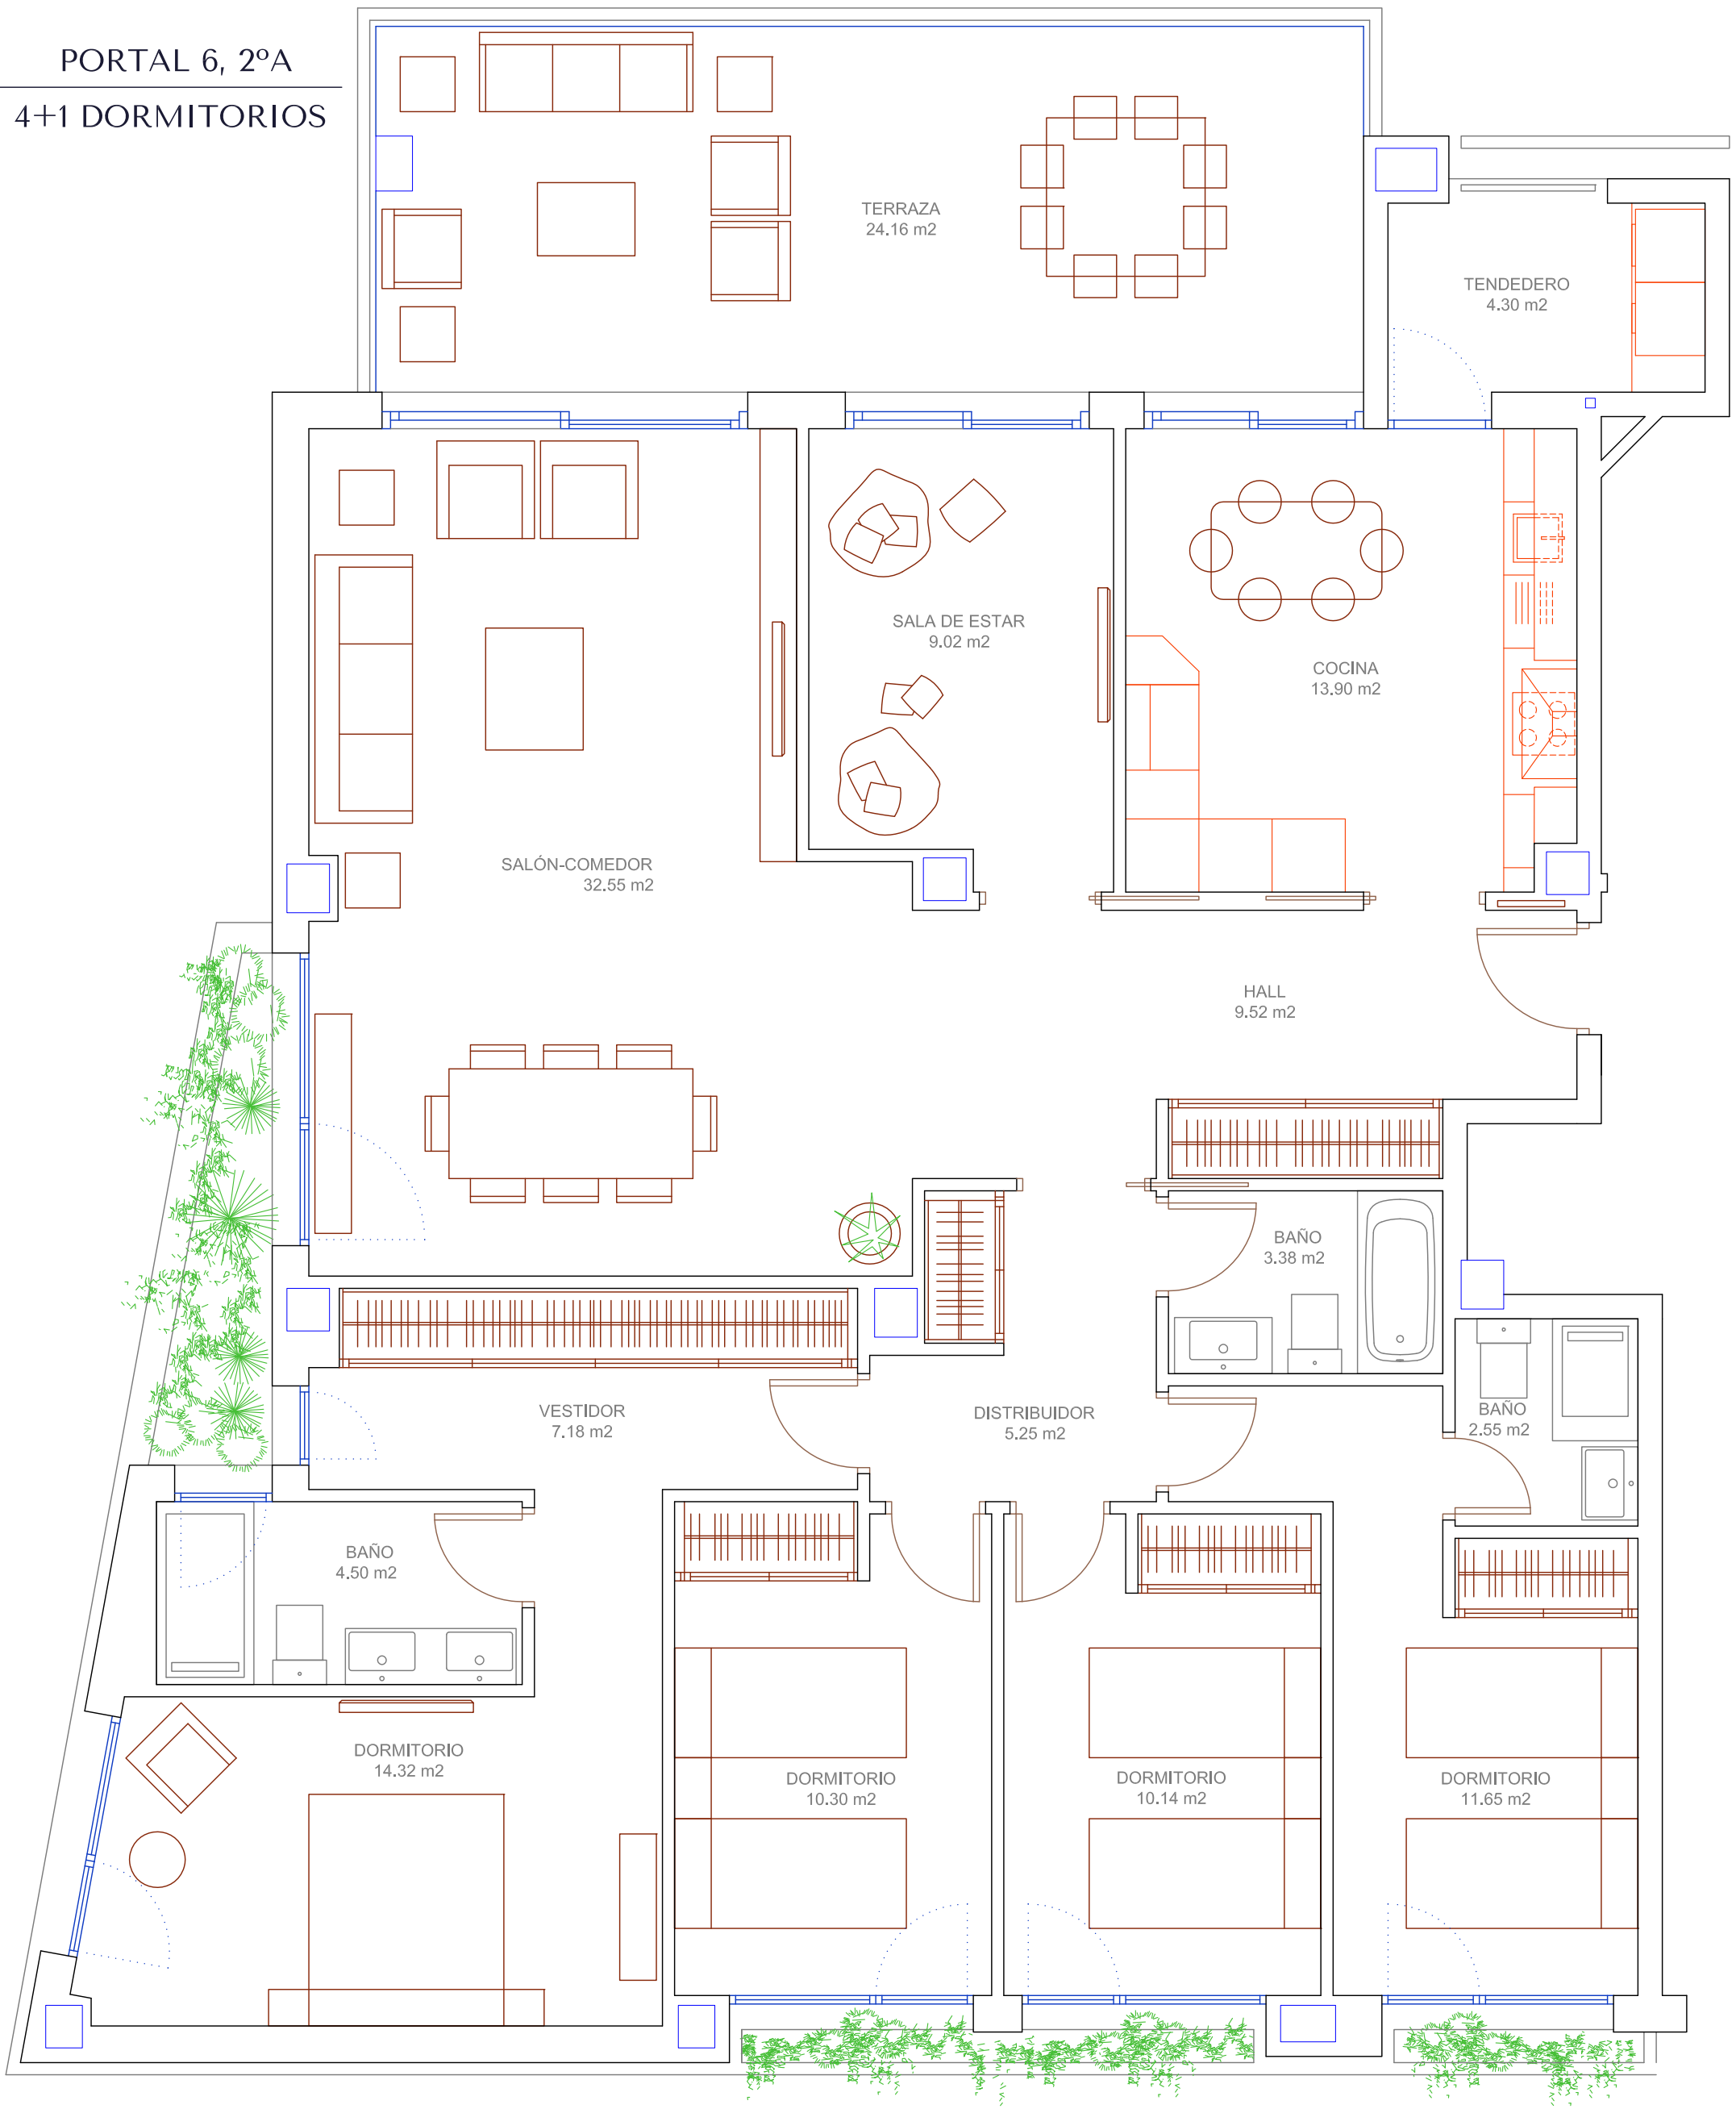 PORTAL 6, 2ºA
4+1 DORMITORIOS
TERRAZA
24.16 m2
TENDEDERO
4.30 m2
SALA DE ESTAR
9.02 m2
COCINA
13.90 m2
SALÓN-COMEDOR
32.55 m2
HALL
9.52 m2
BAÑO
3.38 m2
VESTIDOR
7.18 m2
DISTRIBUIDOR
5.25 m2
BAÑO
2.55 m2
BAÑO
4.50 m2
DORMITORIO
14.32 m2
DORMITORIO
10.30 m2
DORMITORIO
10.14 m2
DORMITORIO
11.65 m2